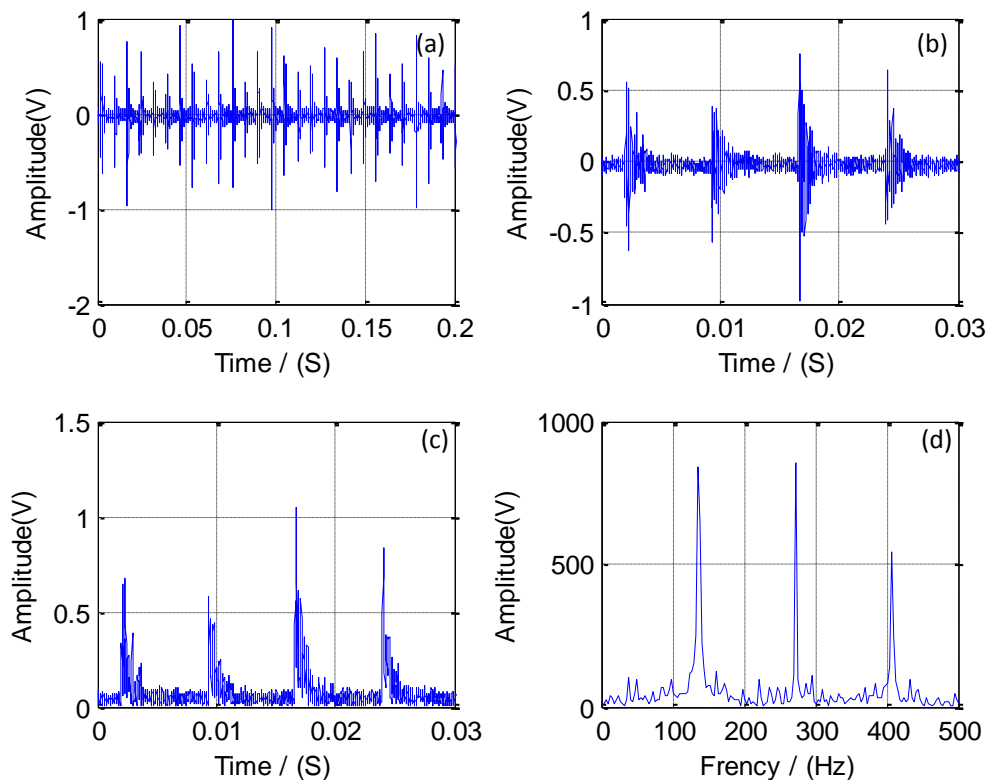 (a)
Amplitude(V)
1
0
-1
-2
0 0.05 0.1 0.15 0.2
Time / (S)
(b)
Amplitude(V)
1
0.5
0
-0.5
-1
0 0.01 0.02 0.03
Time / (S)
(c)
Amplitude(V)
1.5
1
0.5
0
0 0.01 0.02 0.03
Time / (S)
(d)
Amplitude(V)
1000
500
0
0 100 200 300 400 500
Frency / (Hz)